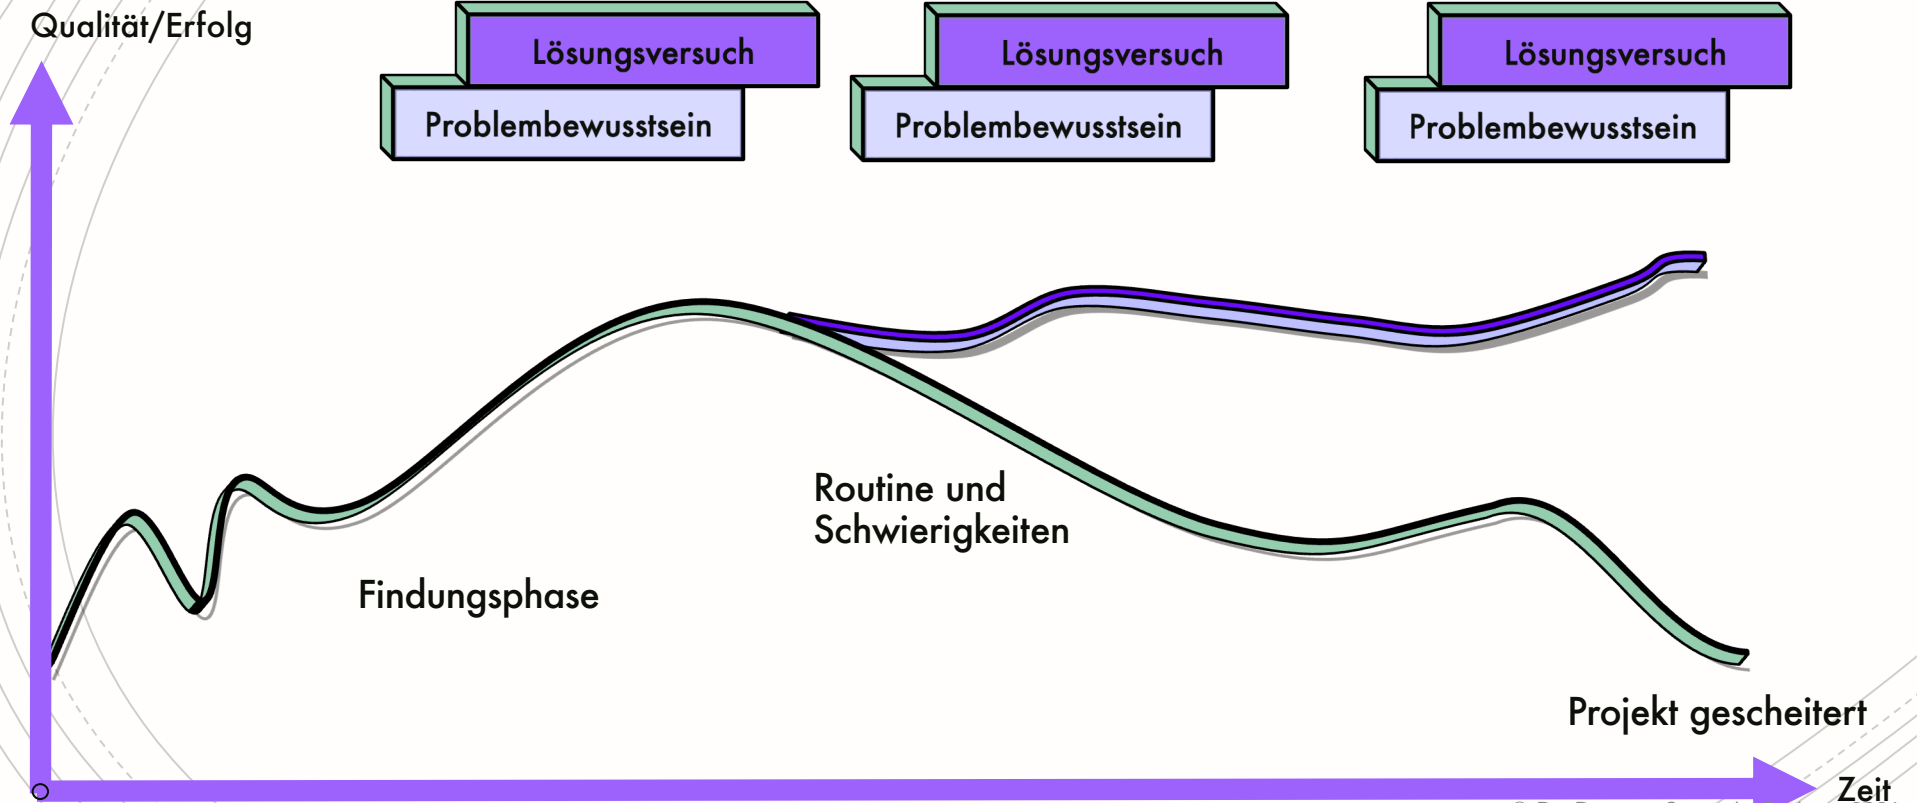 Qualität/Erfolg
Lösungsversuch
Problembewusstsein
Lösungsversuch
Problembewusstsein
Lösungsversuch
Problembewusstsein
Routine und
Schwierigkeiten
Findungsphase
Projekt gescheitert
Zeit